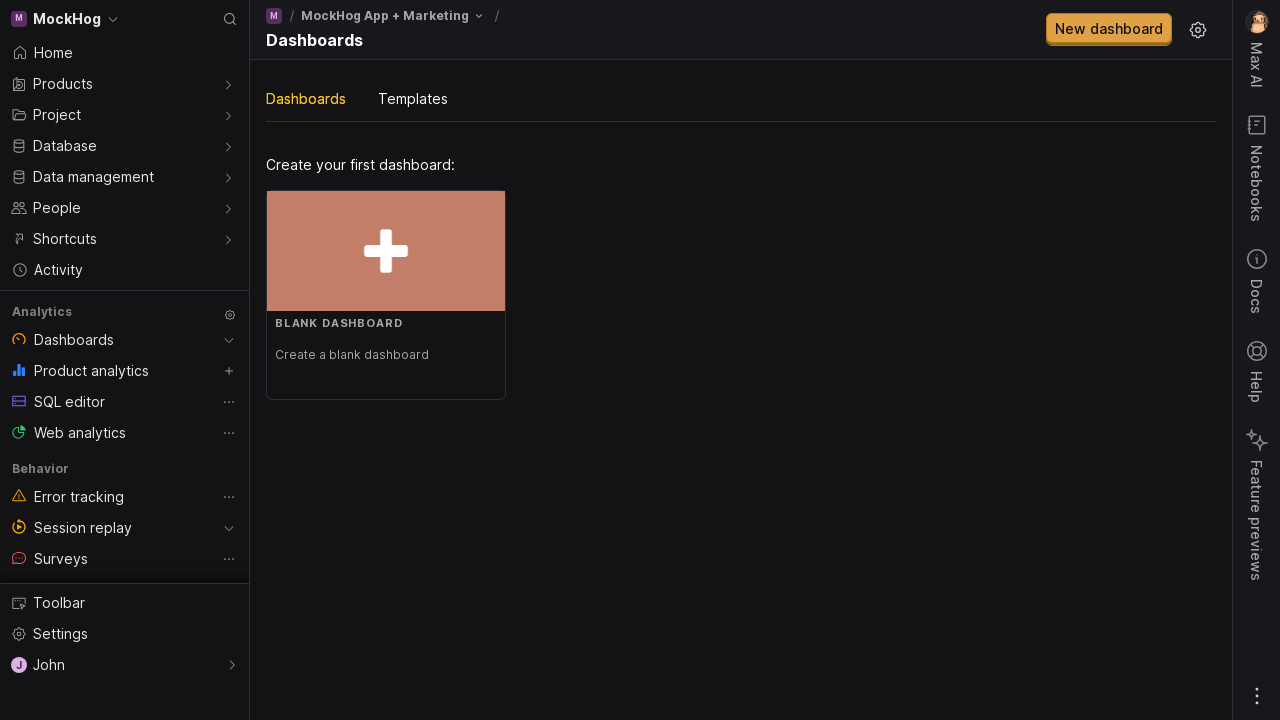 M MockHog
Home
Products
Project
Database
Data management
People
Shortcuts
Activity
Analytics
Dashboards
Product analytics
SQL editor
Web analytics
Behavior
Error tracking
Session replay
Surveys
Toolbar
Settings
J John
M / MockHog App + Marketing /
Dashboards
New dashboard
Dashboards Templates
Create your first dashboard:
BLANK DASHBOARD
Create a blank dashboard
Max AI
Notebooks
Docs
Help
Feature previews